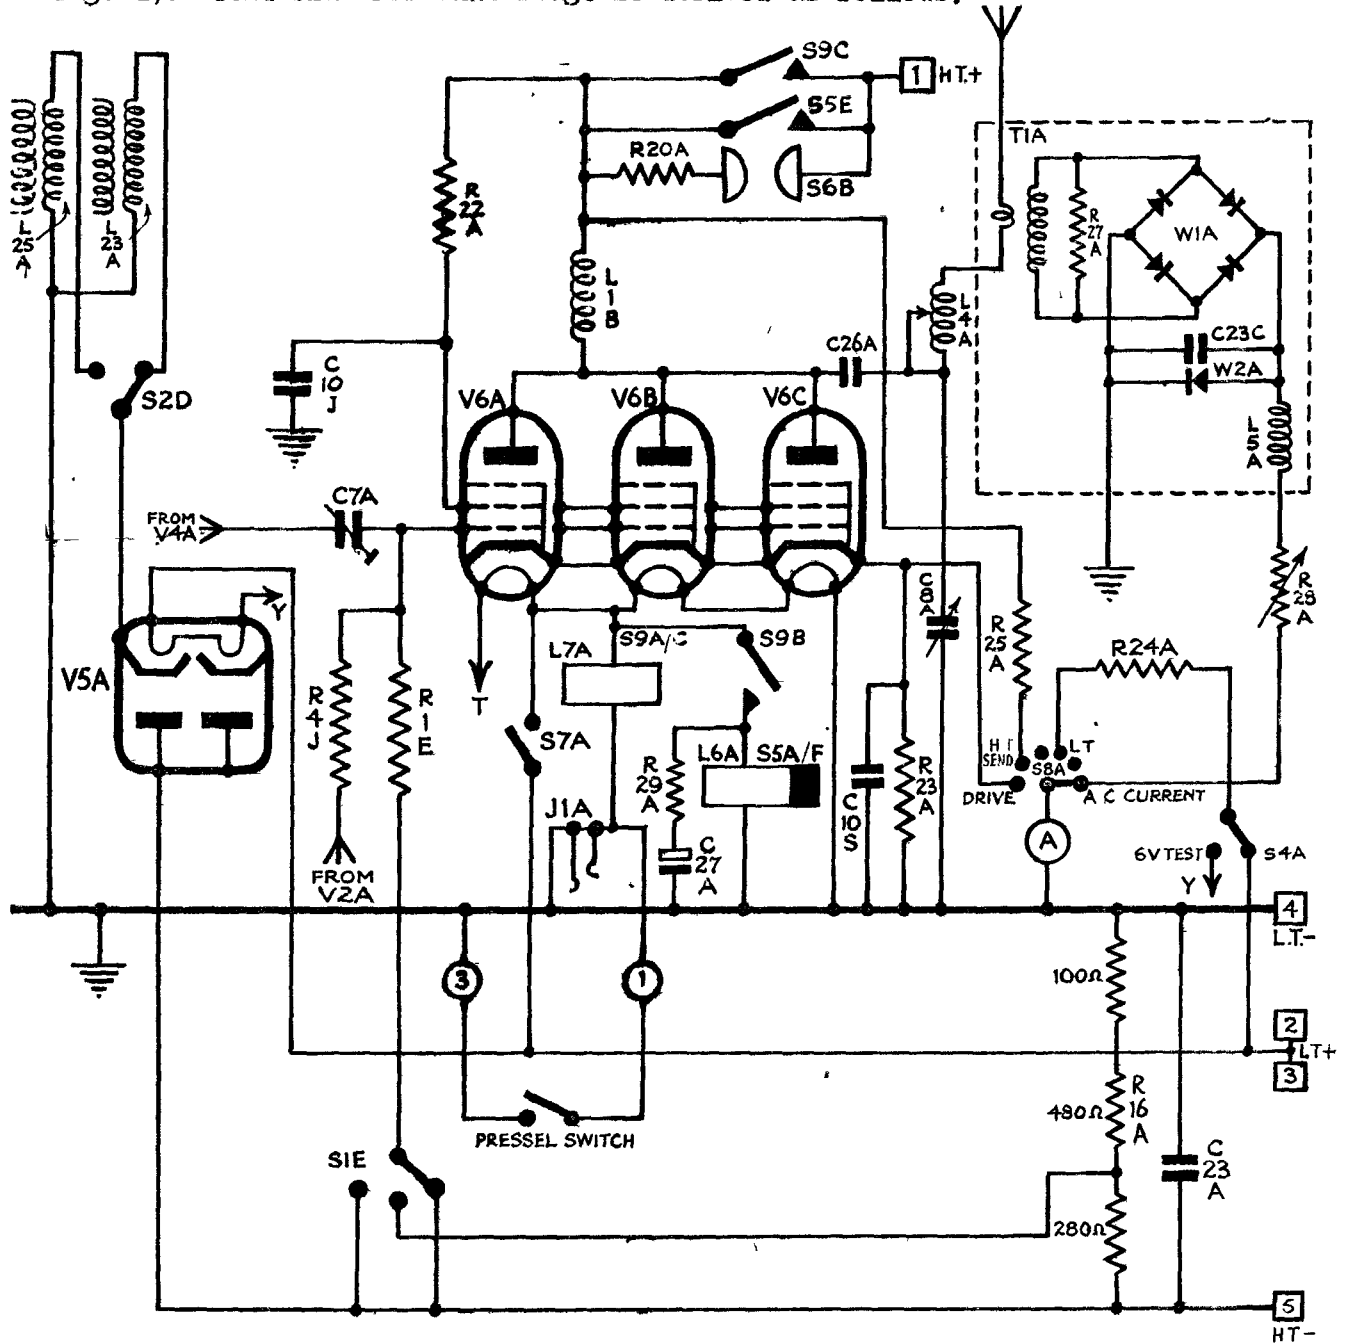 S9C
1 HT.+
S5E
T1A
R20A
S6B
R
22
A
R
27
A
W1A
L
25
A
L
23
A
L
1
B
L
4
A
C26A
C23C
W2A
C
10
J
S2D
V6A
V6B
V6C
L
5
A
C7A
FROM
V4A
Y
C
8
A
R
28
A
R
25
A
S9A/C
S9B
R24A
L7A
V5A
T
R
4
J
R
1
E
S7A
L6A
S5A/F
HT
SEND
LT
S8A
R
29
A
R
23
A
DRIVE
A C CURRENT
J1A
C
10
S
C
27
A
A
6V TEST
S4A
Y
FROM
V2A
4
L.T.-
3
1
100Ω
2
LT+
3
480Ω
R
16
A
PRESSEL SWITCH
S1E
C
23
A
280Ω
5
HT-